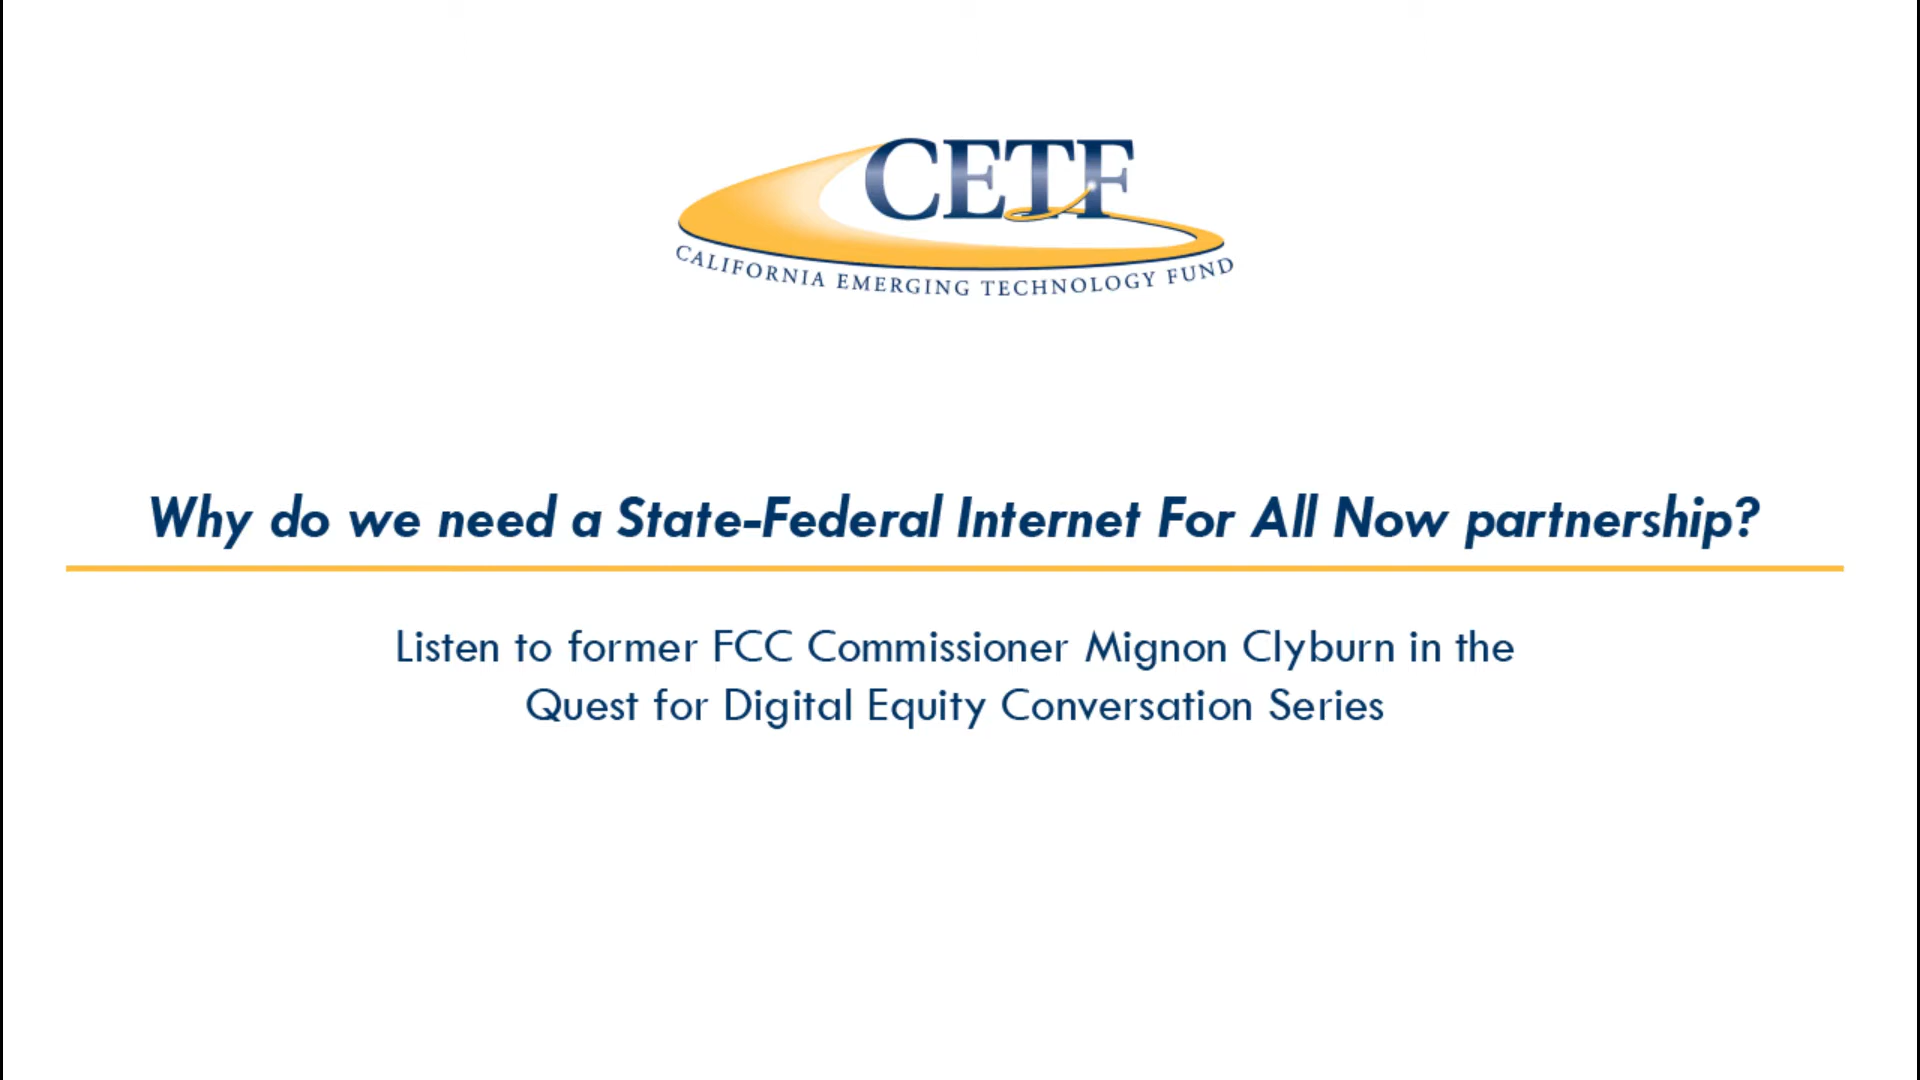 CETF
CALIFORNIA EMERGING TECHNOLOGY FUND
Why do we need a State-Federal Internet For All Now partnership?
Listen to former FCC Commissioner Mignon Clyburn in the
Quest for Digital Equity Conversation Series